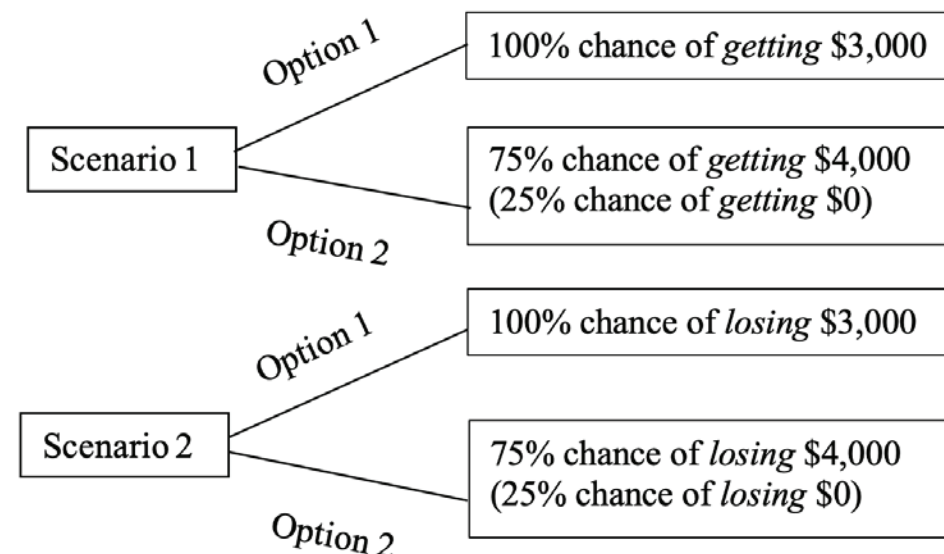 Option 1
100% chance of getting $3,000
Scenario 1
75% chance of getting $4,000
(25% chance of getting $0)
Option 2
Option 1
100% chance of losing $3,000
Scenario 2
75% chance of losing $4,000
(25% chance of losing $0)
Option 2